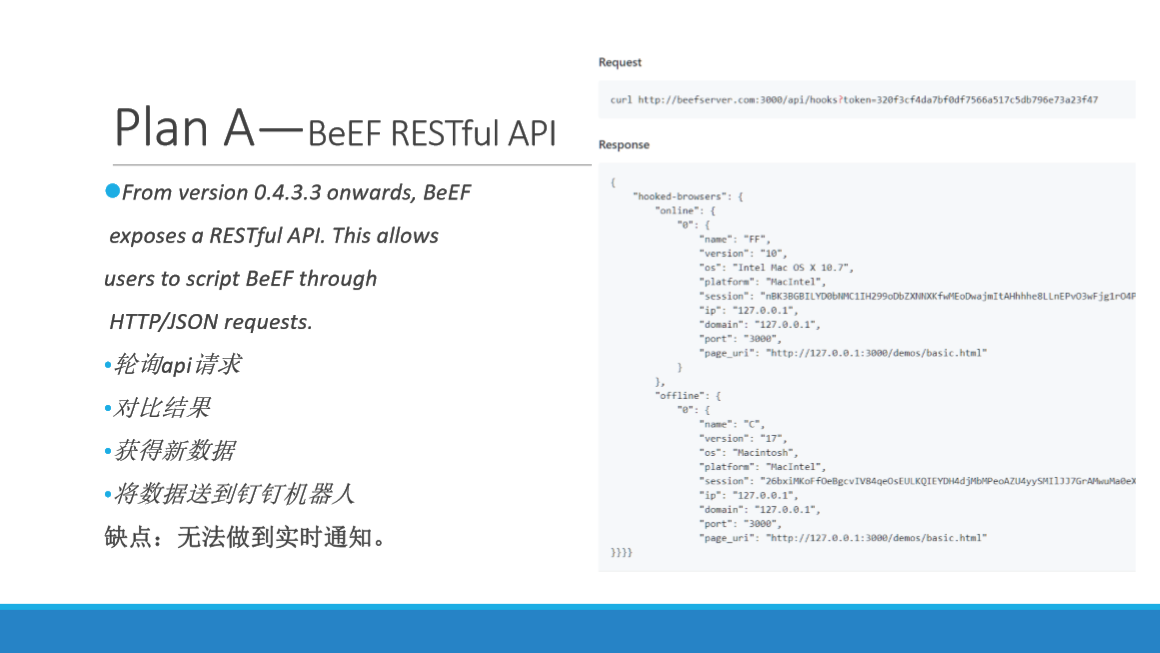 Plan A—BeEF RESTful API
From version 0.4.3.3 onwards, BeEF
exposes a RESTful API. This allows
users to script BeEF through
HTTP/JSON requests.
•轮询api请求
•对比结果
•获得新数据
•将数据送到钉钉机器人
缺点：无法做到实时通知。
Request
curl http://beefserver.com:3000/api/hooks?token=320f3cf4da7bf0df7566a517c5db796e73a23f47
Response
{
"hooked-browsers": {
"online": {
"0": {
"name": "FF",
"version": "10",
"os": "Intel Mac OS X 10.7",
"platform": "MacIntel",
"session":
"ip": "127.0.0.1",
"domain": "127.0.0.1",
"port": "3000",
"page_uri": "http://127.0.0.1:3000/demos/basic.html"
}
},
"offline": {
"0": {
"name": "C",
"version": "17",
"os": "Macintosh",
"platform": "MacIntel",
"session":
"ip": "127.0.0.1",
"domain": "127.0.0.1",
"port": "3000",
"page_uri": "http://127.0.0.1:3000/demos/basic.html"
}}}}